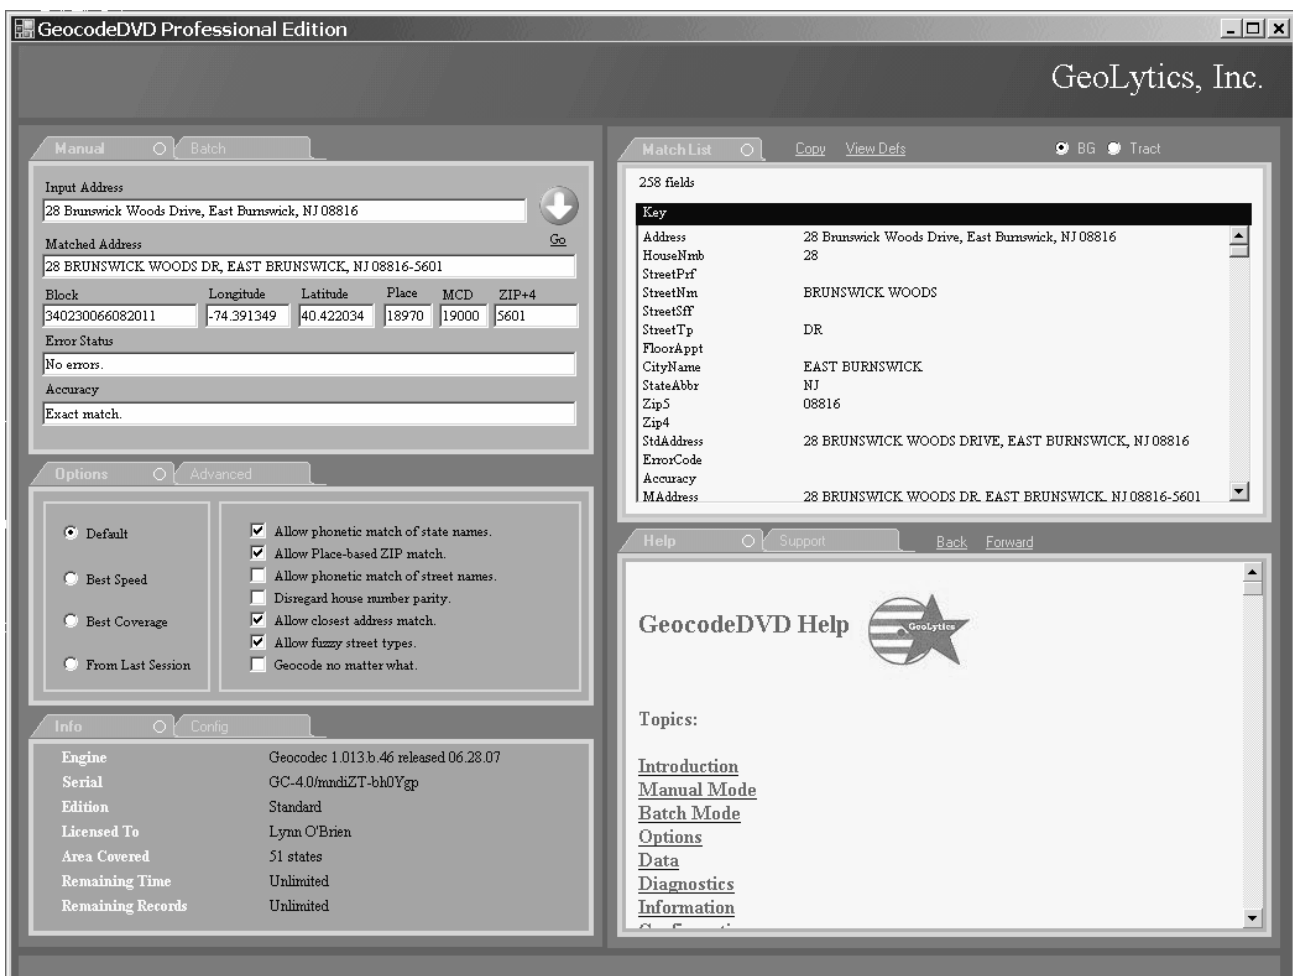 GeocodeDVD Professional Edition
GeoLytics, Inc.
Manual
Batch
Input Address
28 Brunswick Woods Drive, East Burnswick, NJ 08816
Go
Matched Address
28 BRUNSWICK WOODS DR, EAST BRUNSWICK, NJ 08816-5601
Block Longitude Latitude Place MCD ZIP+4
340230066082011 -74.391349 40.422034 18970 19000 5601
Error Status
No errors.
Accuracy
Exact match.
Options
Advanced
Default
Best Speed
Best Coverage
From Last Session
Allow phonetic match of state names.
Allow Place-based ZIP match.
Allow phonetic match of street names.
Disregard house number parity.
Allow closest address match.
Allow fuzzy street types.
Geocode no matter what.
Info
Config
Engine Geocodec 1.013.b.46 released 06.28.07
Serial GC-4.0/mndiZT-bh0Ygp
Edition Standard
Licensed To Lynn O'Brien
Area Covered 51 states
Remaining Time Unlimited
Remaining Records Unlimited
Match List
Copy View Defs
BG Tract
258 fields
Key
Address 28 Brunswick Woods Drive, East Burnswick, NJ 08816
HouseNmb 28
StreetPrf
StreetNm BRUNSWICK WOODS
StreetSff
StreetTp DR
FloorAppt
CityName EAST BURNSWICK
StateAbbr NJ
Zip5 08816
Zip4
StdAddress 28 BRUNSWICK WOODS DRIVE, EAST BURNSWICK, NJ 08816
ErrorCode
Accuracy
MAddress 28 BRUNSWICK WOODS DR, EAST BRUNSWICK, NJ 08816-5601
Help
Support
Back Forward
GeocodeDVD Help
GeoLytics
Topics:
Introduction
Manual Mode
Batch Mode
Options
Data
Diagnostics
Information